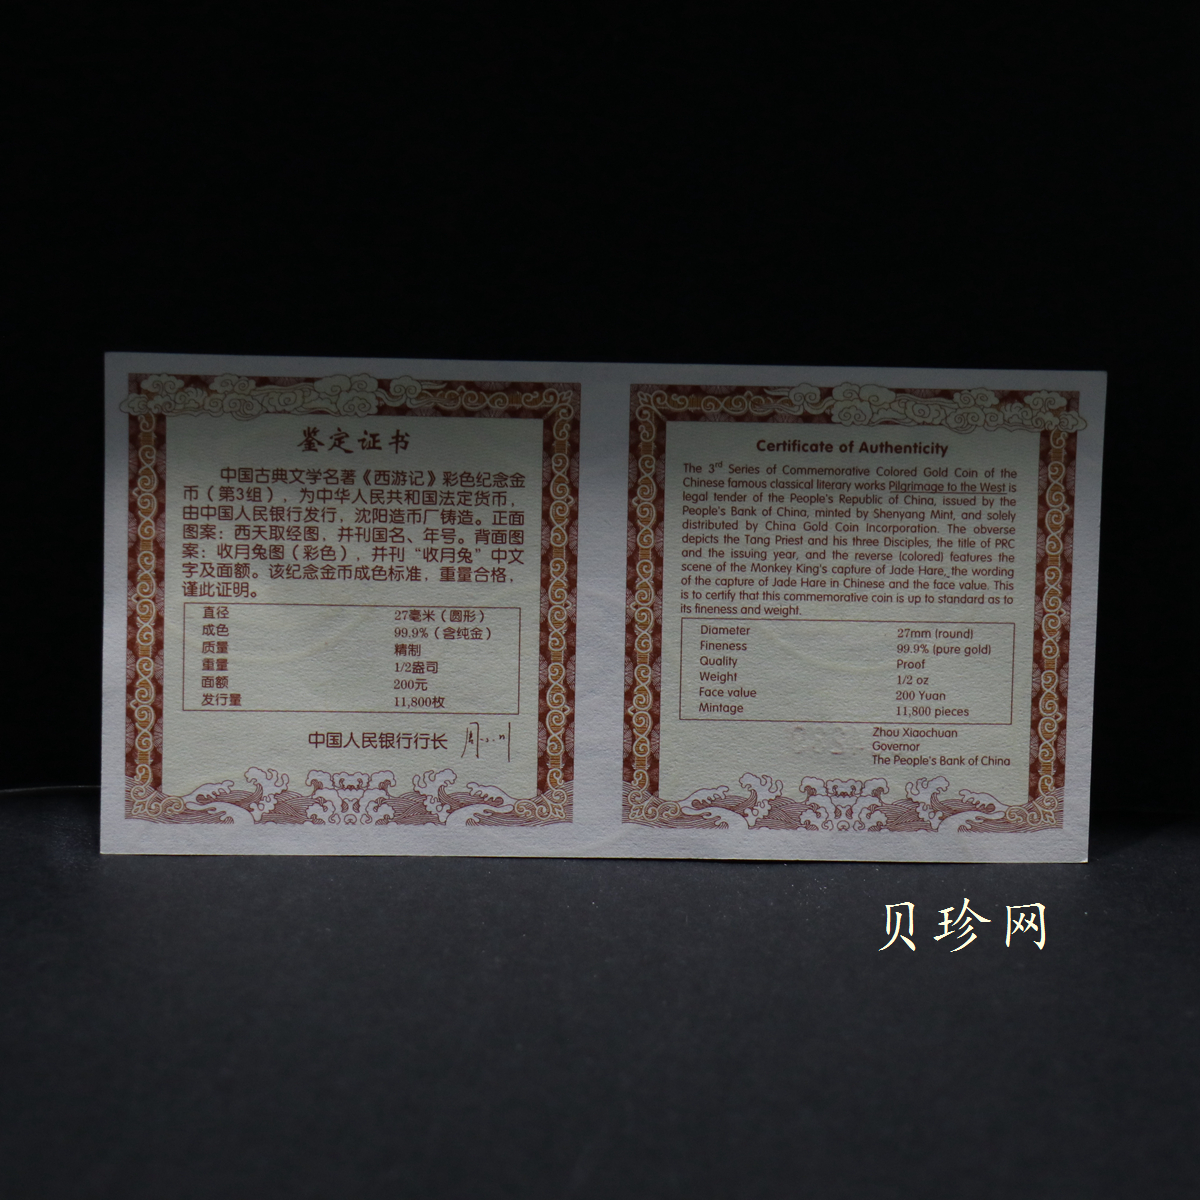 鉴定证书
中国古典文学名著《西游记》彩色纪念金
币（第3组），为中华人民共和国法定货币，
由中国人民银行发行，沈阳造币厂铸造。正面
图案：西天取经图，并刊国名、年号。背面图
案：收月兔图（彩色），并刊“收月兔”中文
字及面额。该纪念金币成色标准，重量合格，
谨此证明。
直径 27毫米（圆形）
成色 99.9%（含纯金）
质量 精制
重量 1/2盎司
面额 200元
发行量 11,800枚
中国人民银行行长
Certificate of Authenticity
The 3rd Series of Commemorative Colored Gold Coin of the
Chinese famous classical literary works Pilgrimage to the West is
legal tender of the People's Republic of China, issued by the
People's Bank of China, minted by Shenyang Mint, and solely
distributed by China Gold Coin Incorporation. The obverse
depicts the Tang Priest and his three Disciples, the title of PRC
and the issuing year, and the reverse (colored) features the
scene of the Monkey King's capture of Jade Hare, the wording
of the capture of Jade Hare in Chinese and the face value. This
is to certify that this commemorative coin is up to standard as to
its fineness and weight.
Diameter 27mm (round)
Fineness 99.9% (pure gold)
Quality Proof
Weight 1/2 oz
Face value 200 Yuan
Mintage 11,800 pieces
Zhou Xiaochuan
Governor
The People's Bank of China
贝珍网